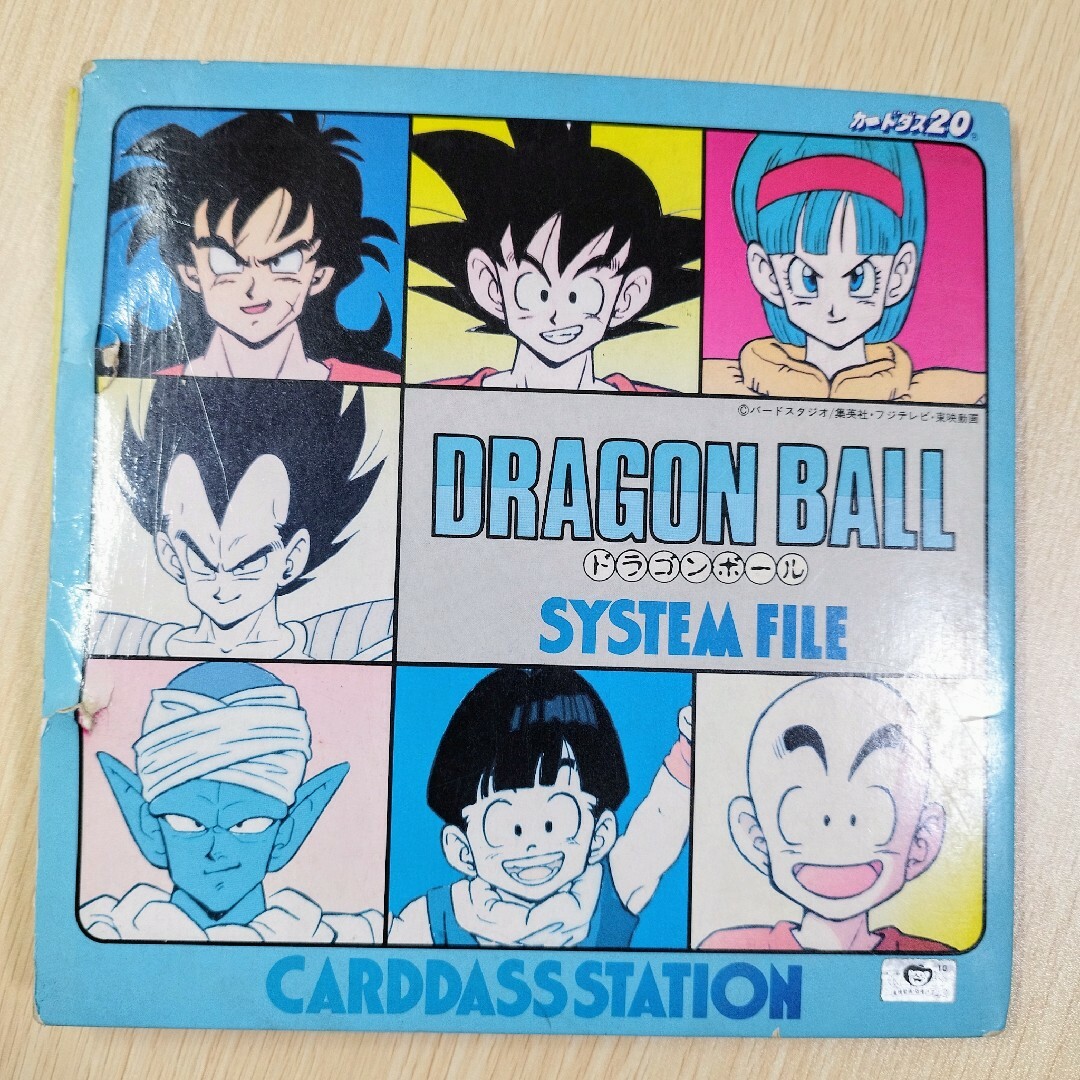 カードダス20
©バードスタジオ/集英社・フジテレビ・東映動画
DRAGON BALL
ドラゴンボール
SYSTEM FILE
CARDDASS STATION